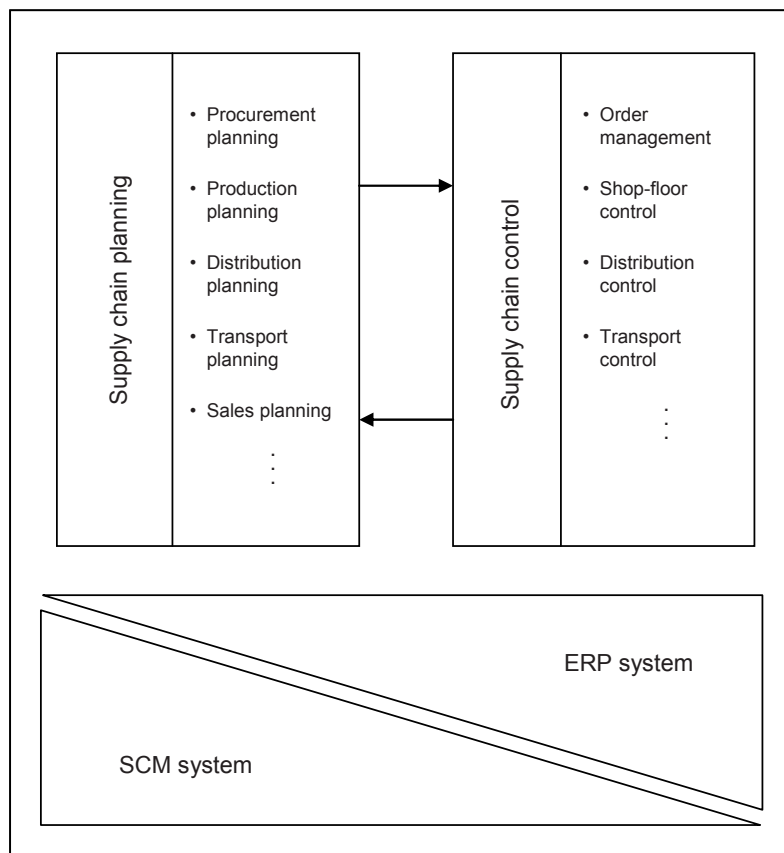 Supply chain planning
• Procurement
planning
• Production
planning
• Distribution
planning
• Transport
planning
• Sales planning
. . .
Supply chain control
• Order
management
• Shop-floor
control
• Distribution
control
• Transport
control
. . .
ERP system
SCM system